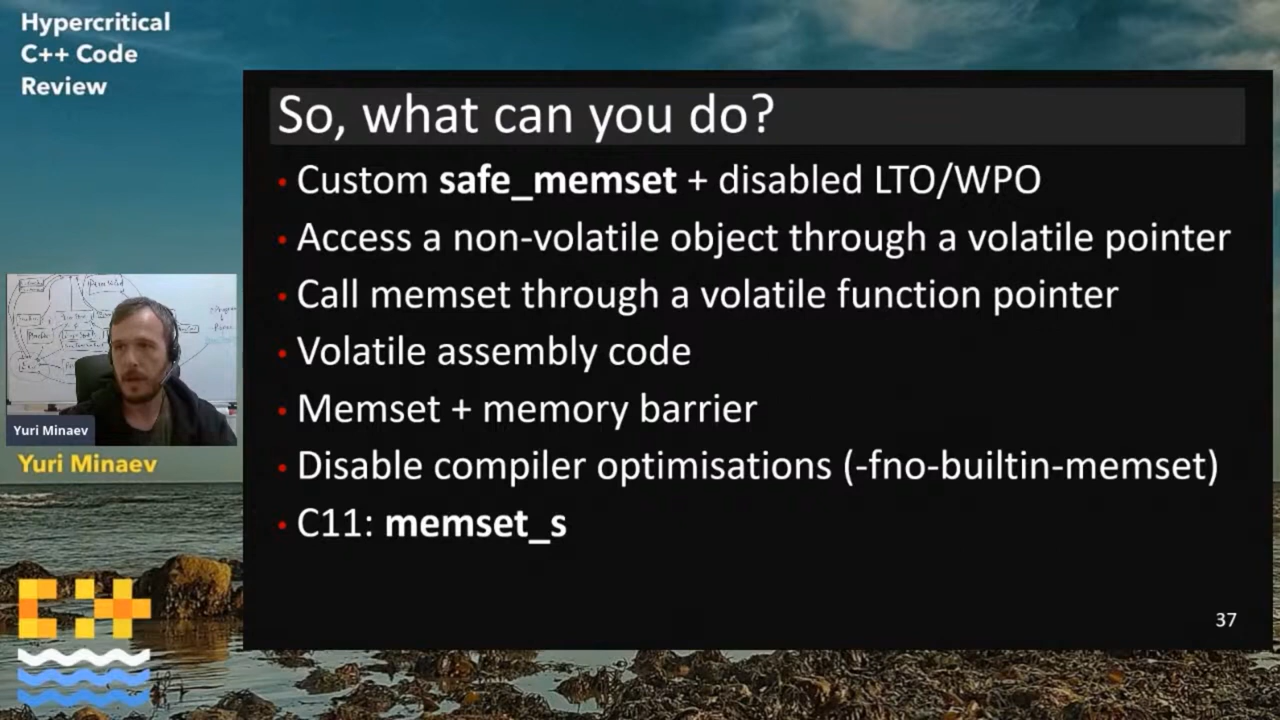 Hypercritical
C++ Code
Review
So, what can you do?
• Custom safe_memset + disabled LTO/WPO
• Access a non-volatile object through a volatile pointer
• Call memset through a volatile function pointer
• Volatile assembly code
• Memset + memory barrier
• Disable compiler optimisations (-fno-builtin-memset)
• C11: memset_s
37
Yuri Minaev
Yuri Minaev
C++